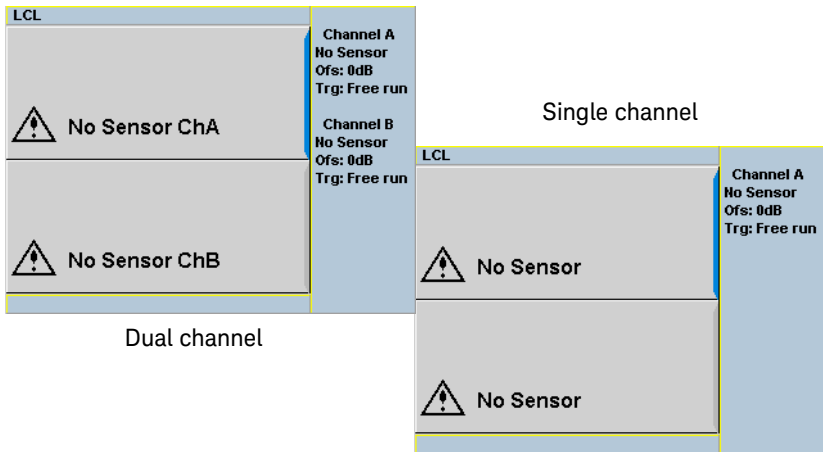 LCL
No Sensor ChA
No Sensor ChB
Channel A
No Sensor
Ofs: 0dB
Trg: Free run
Channel B
No Sensor
Ofs: 0dB
Trg: Free run
Dual channel
Single channel
LCL
No Sensor
No Sensor
Channel A
No Sensor
Ofs: 0dB
Trg: Free run